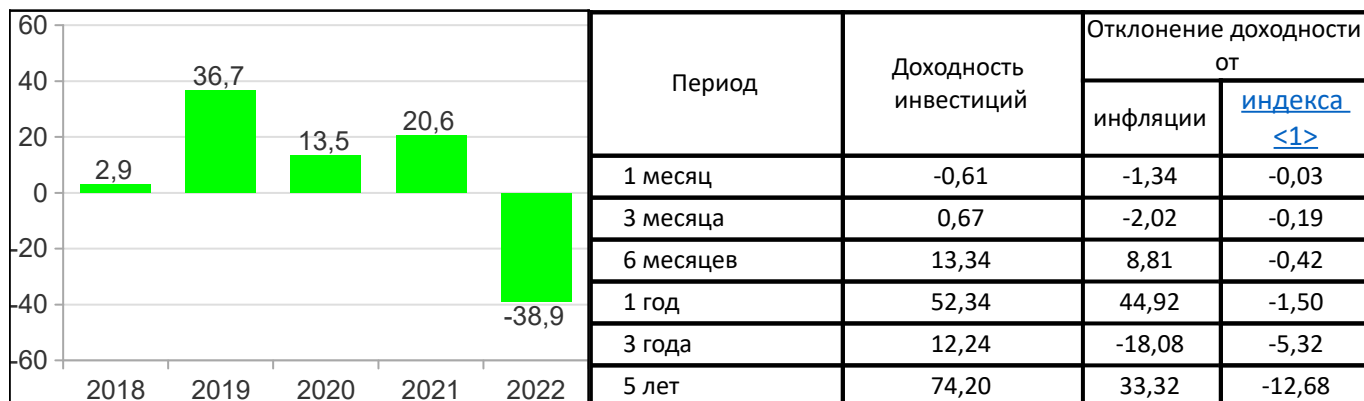 60
40
20
0
-20
-40
-60
2,9
36,7
13,5
20,6
-38,9
2018 2019 2020 2021 2022
Период
Доходность
инвестиций
Отклонение доходности
от
инфляции
индекса
<1>
1 месяц -0,61 -1,34 -0,03
3 месяца 0,67 -2,02 -0,19
6 месяцев 13,34 8,81 -0,42
1 год 52,34 44,92 -1,50
3 года 12,24 -18,08 -5,32
5 лет 74,20 33,32 -12,68